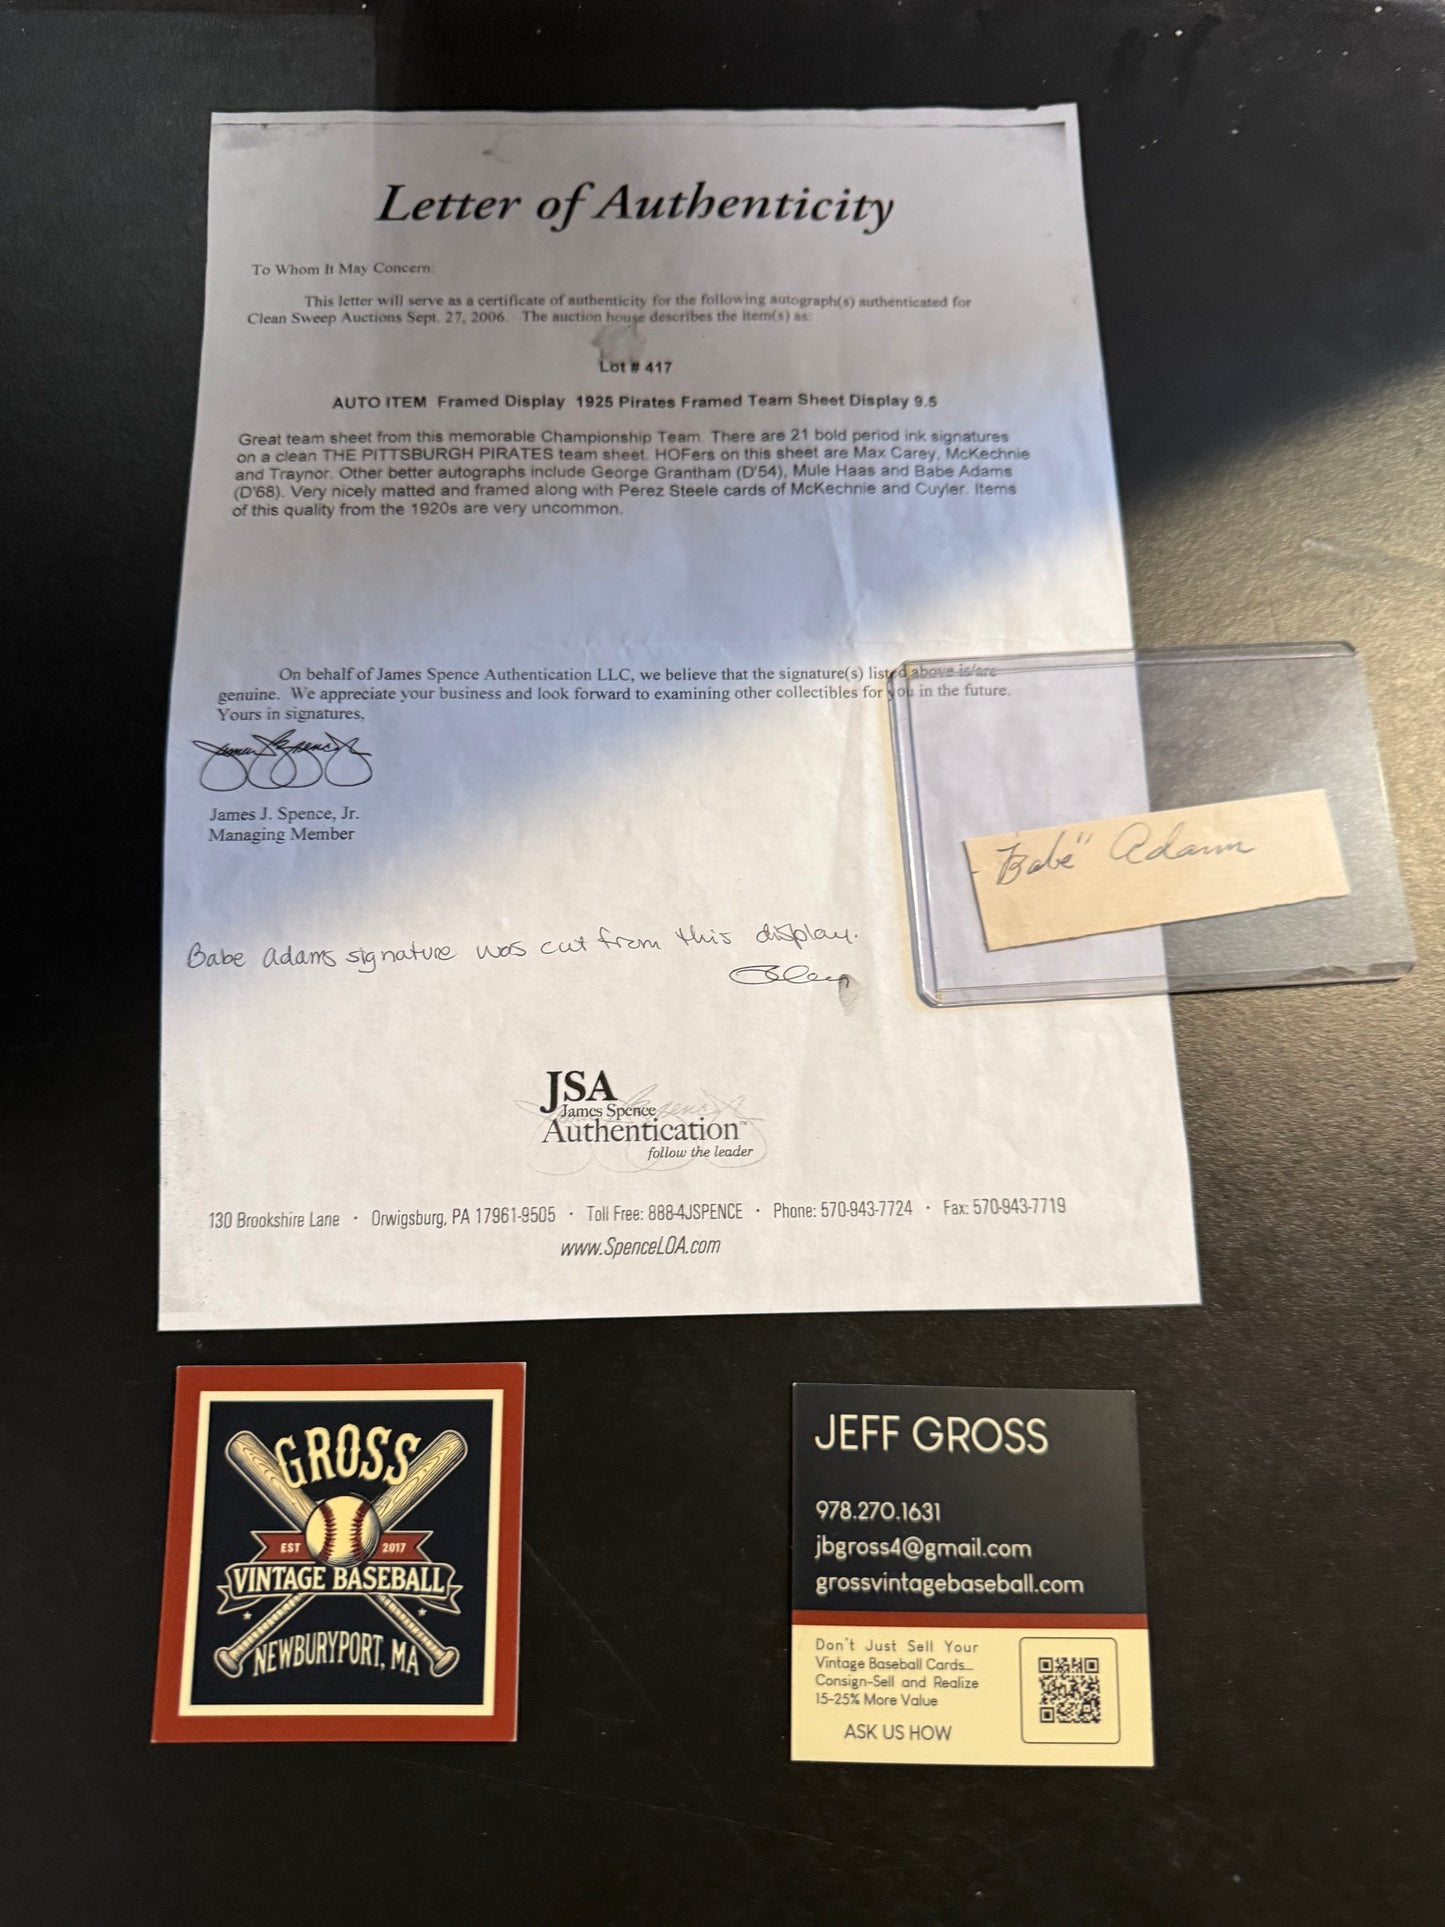 Letter of Authenticity
To Whom It May Concern:
This letter will serve as a certificate of authenticity for the following autograph(s) authenticated for
Clean Sweep Auctions Sept. 27, 2006. The auction house describes the item(s) as:
Lot # 417
AUTO ITEM Framed Display 1925 Pirates Framed Team Sheet Display 9.5
Great team sheet from this memorable Championship Team. There are 21 bold period ink signatures
on a clean THE PITTSBURGH PIRATES team sheet. HOFers on this sheet are Max Carey, McKechnie
and Traynor. Other better autographs include George Grantham (D'54), Mule Haas and Babe Adams
(D'68). Very nicely matted and framed along with Perez Steele cards of McKechnie and Cuyler. Items
of this quality from the 1920s are very uncommon.
On behalf of James Spence Authentication LLC, we believe that the signature(s) listed above is/are
genuine. We appreciate your business and look forward to examining other collectibles for you in the future.
Yours in signatures,
James J. Spence, Jr.
Managing Member
"Babe" Adams
Babe Adams signature was cut from this display.
JSA
James Spence
Authentication™
follow the leader
130 Brookshire Lane · Orwigsburg, PA 17961-9505 · Toll Free: 888-4JSPENCE · Phone: 570-943-7724 · Fax: 570-943-7719
www.SpenceLOA.com
GROSS
EST 2017
VINTAGE BASEBALL
NEWBURYPORT, MA
JEFF GROSS
978.270.1631
jbgross4@gmail.com
grossvintagebaseball.com
Don't Just Sell Your
Vintage Baseball Cards...
Consign-Sell and Realize
15-25% More Value
ASK US HOW